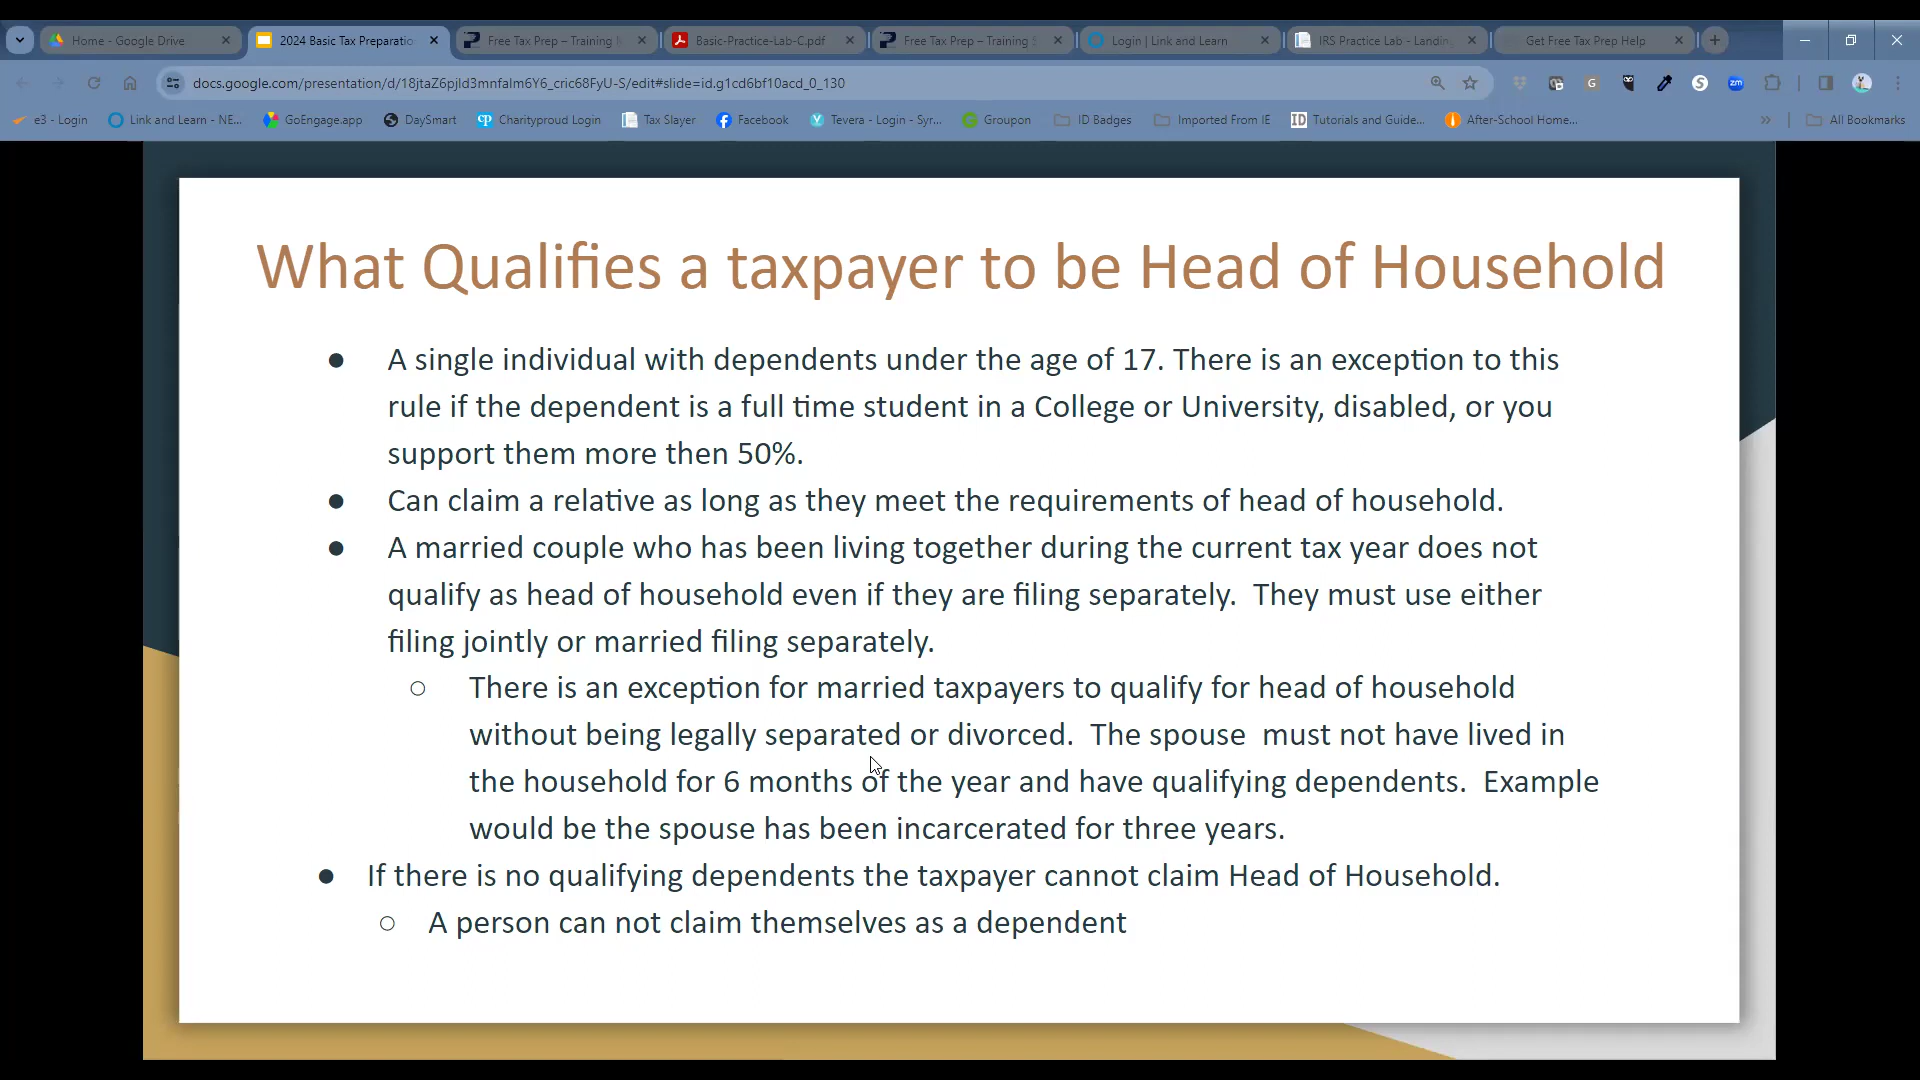 Home - Google Drive
2024 Basic Tax Preparatio
Free Tax Prep – Training
Basic-Practice-Lab-C.pdf
Free Tax Prep – Training
Login | Link and Learn
IRS Practice Lab - Landin
Get Free Tax Prep Help
docs.google.com/presentation/d/18jtaZ6pjId3mnfaIm6Y6_cric68FyU-S/edit#slide=id.g1cd6bf10acd_0_130
e3 - Login
Link and Learn - NE...
GoEngage.app
DaySmart
Charityproud Login
Tax Slayer
Facebook
Tevera - Login - Syr...
Groupon
ID Badges
Imported From IE
Tutorials and Guide...
After-School Home...
All Bookmarks
What Qualifies a taxpayer to be Head of Household
● A single individual with dependents under the age of 17. There is an exception to this
rule if the dependent is a full time student in a College or University, disabled, or you
support them more then 50%.
● Can claim a relative as long as they meet the requirements of head of household.
● A married couple who has been living together during the current tax year does not
qualify as head of household even if they are filing separately. They must use either
filing jointly or married filing separately.
○ There is an exception for married taxpayers to qualify for head of household
without being legally separated or divorced. The spouse must not have lived in
the household for 6 months of the year and have qualifying dependents. Example
would be the spouse has been incarcerated for three years.
● If there is no qualifying dependents the taxpayer cannot claim Head of Household.
○ A person can not claim themselves as a dependent